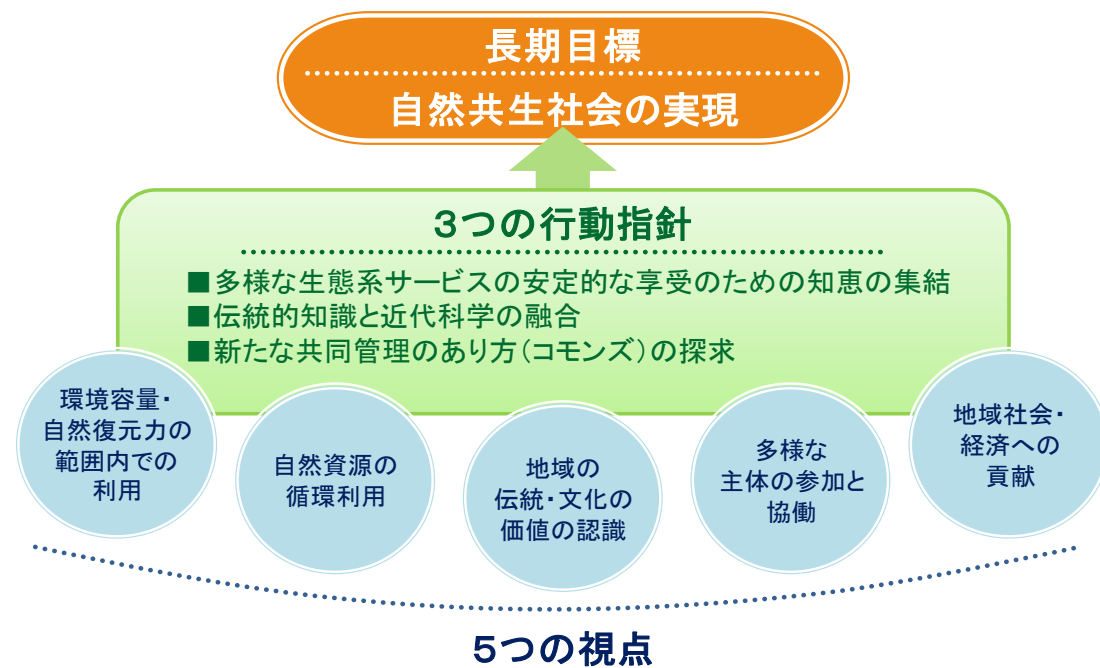 長期目標
自然共生社会の実現
3つの行動指針
■多様な生態系サービスの安定的な享受のための知恵の集結
■伝統的知識と近代科学の融合
■新たな共同管理のあり方(コモンズ)の探求
環境容量・
自然復元力の
範囲内での
利用
自然資源の
循環利用
地域の
伝統・文化の
価値の認識
多様な
主体の参加と
協働
地域社会・
経済への
貢献
5つの視点